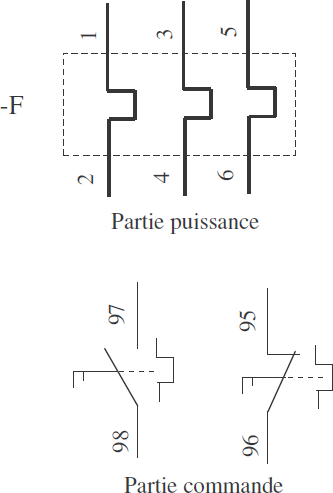 1 3 5
-F
2 4 6
Partie puissance
97 95
98 96
Partie commande